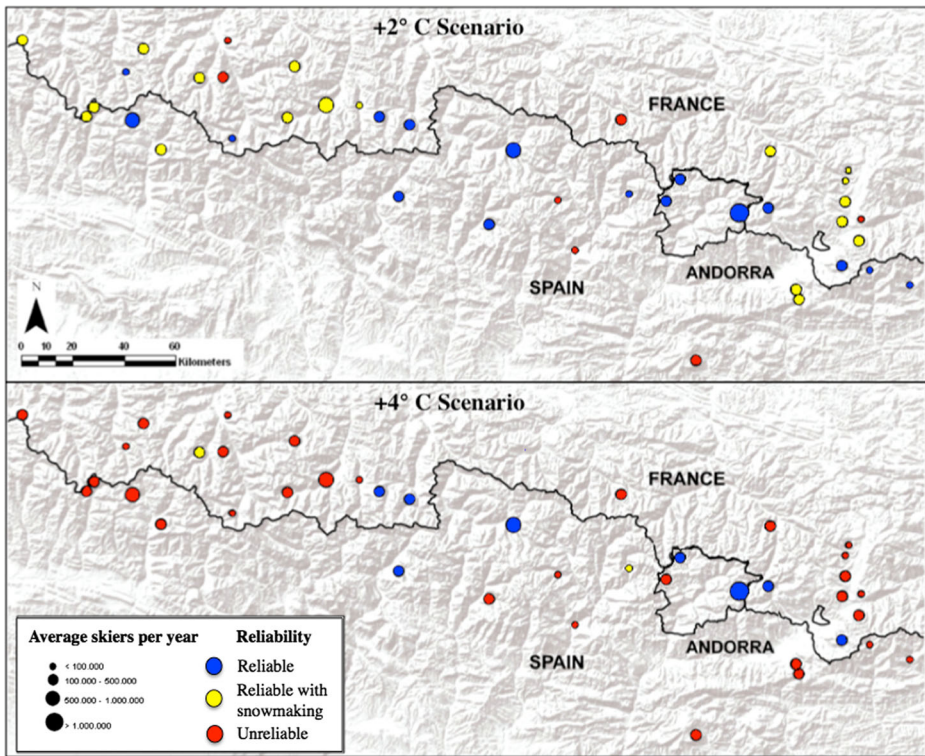 +2° C Scenario
FRANCE
SPAIN
ANDORRA
N
0 10 20 40 60
Kilometers
+4° C Scenario
FRANCE
SPAIN
ANDORRA
Average skiers per year
< 100.000
100.000 - 500.000
500.000 - 1.000.000
> 1.000.000
Reliability
Reliable
Reliable with
snowmaking
Unreliable